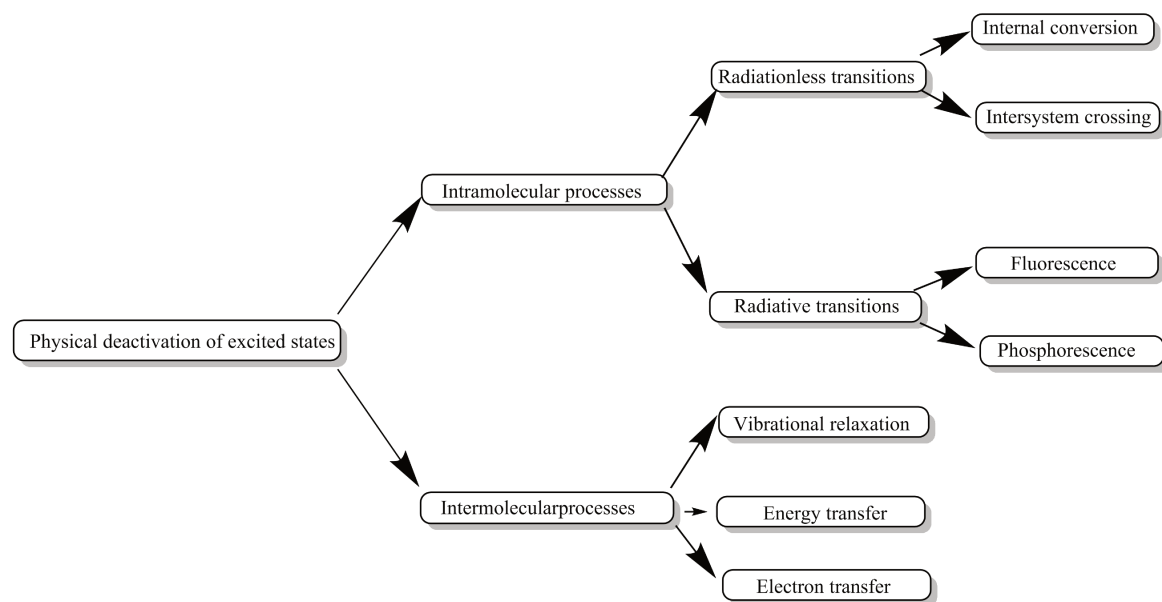 Internal conversion
Radiationless transitions
Intersystem crossing
Intramolecular processes
Fluorescence
Radiative transitions
Physical deactivation of excited states
Phosphorescence
Vibrational relaxation
Intermolecularprocesses
Energy transfer
Electron transfer